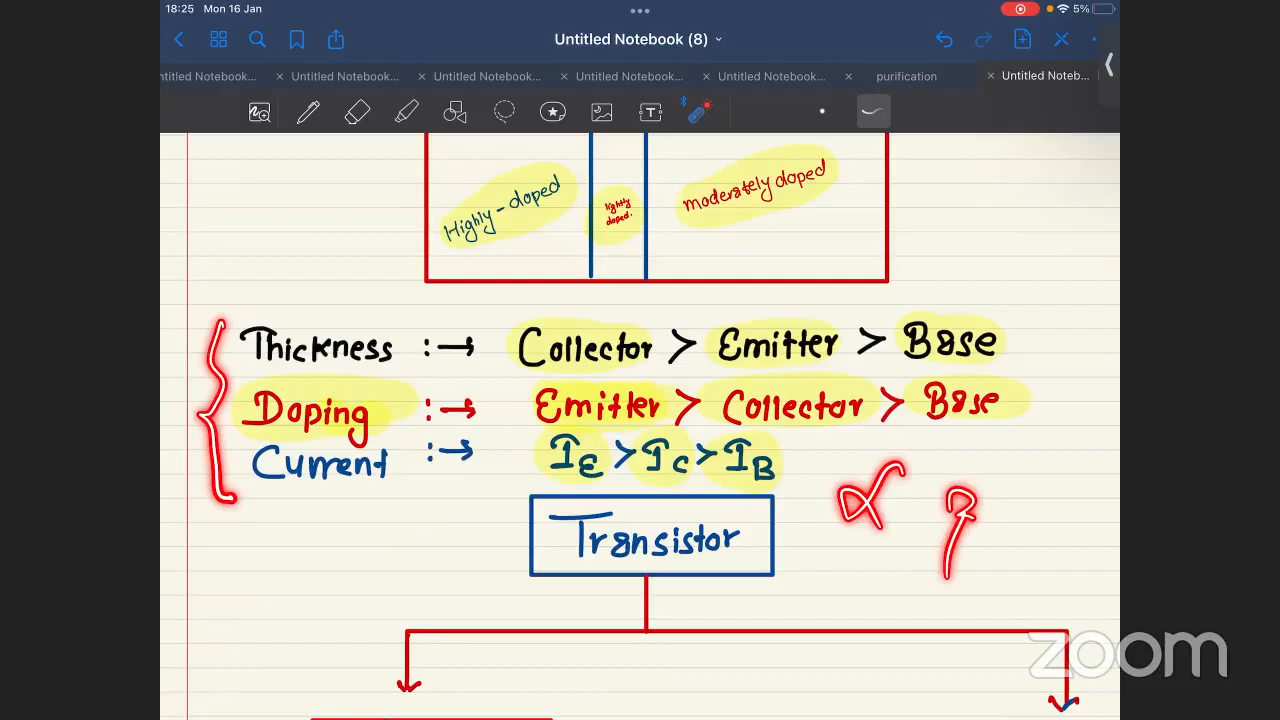 18:25 Mon 16 Jan
5%
Untitled Notebook (8)
ntitled Notebook...
Untitled Notebook...
Untitled Notebook...
Untitled Notebook...
Untitled Notebook...
purification
Untitled Noteb...
Highly-doped
lightly
doped.
moderately doped
Thickness :→ Collector > Emitter > Base
Doping :→ Emitter > Collector > Base
Current :→ IE > IC > IB
α β
Transistor
zoom